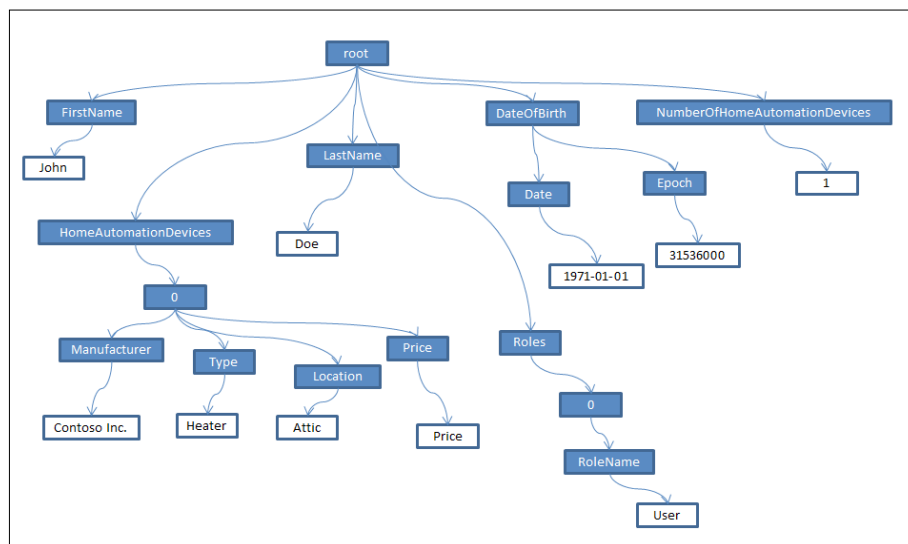 root
FirstName
DateOfBirth
NumberOfHomeAutomationDevices
LastName
John
Date
Epoch
1
HomeAutomationDevices
Doe
31536000
1971-01-01
0
Manufacturer
Type
Price
Roles
Location
0
Contoso Inc.
Heater
Attic
Price
RoleName
User